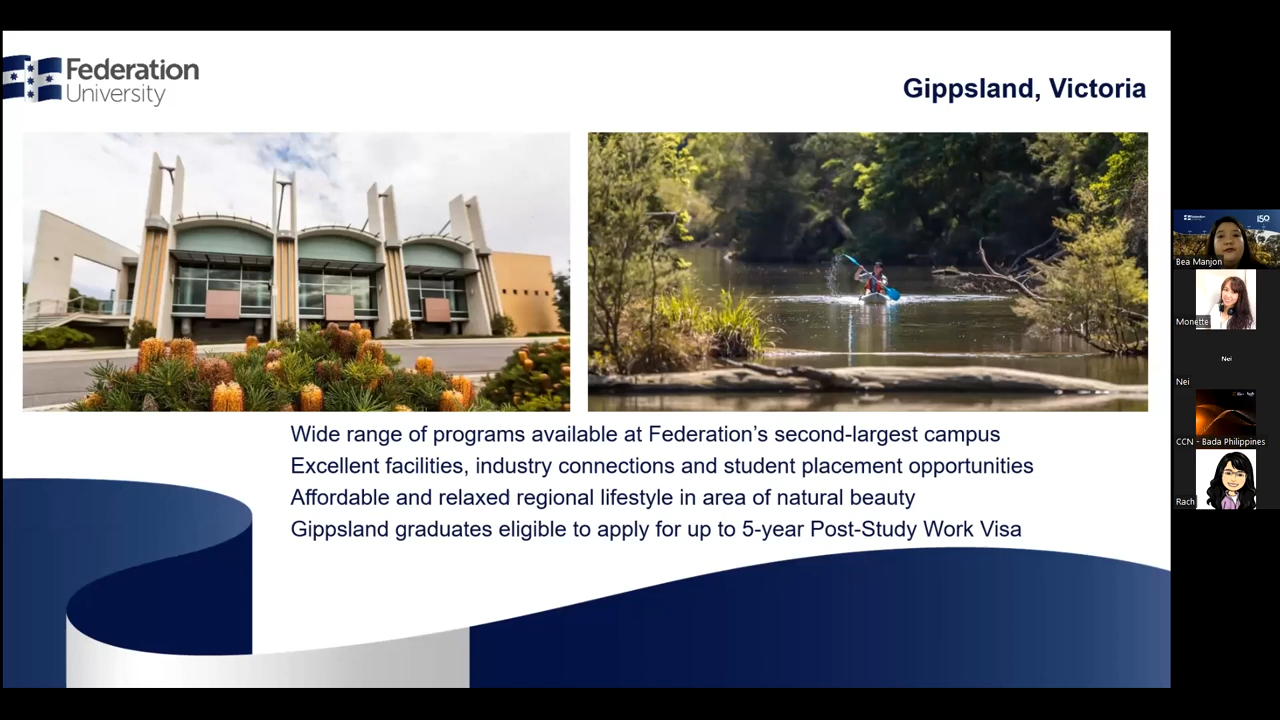 Federation
University
Gippsland, Victoria
Wide range of programs available at Federation's second-largest campus
Excellent facilities, industry connections and student placement opportunities
Affordable and relaxed regional lifestyle in area of natural beauty
Gippsland graduates eligible to apply for up to 5-year Post-Study Work Visa
Federation
150
Bea Manjon
Monette
Nei
Nei
CCN - Bada Philippines
Rach